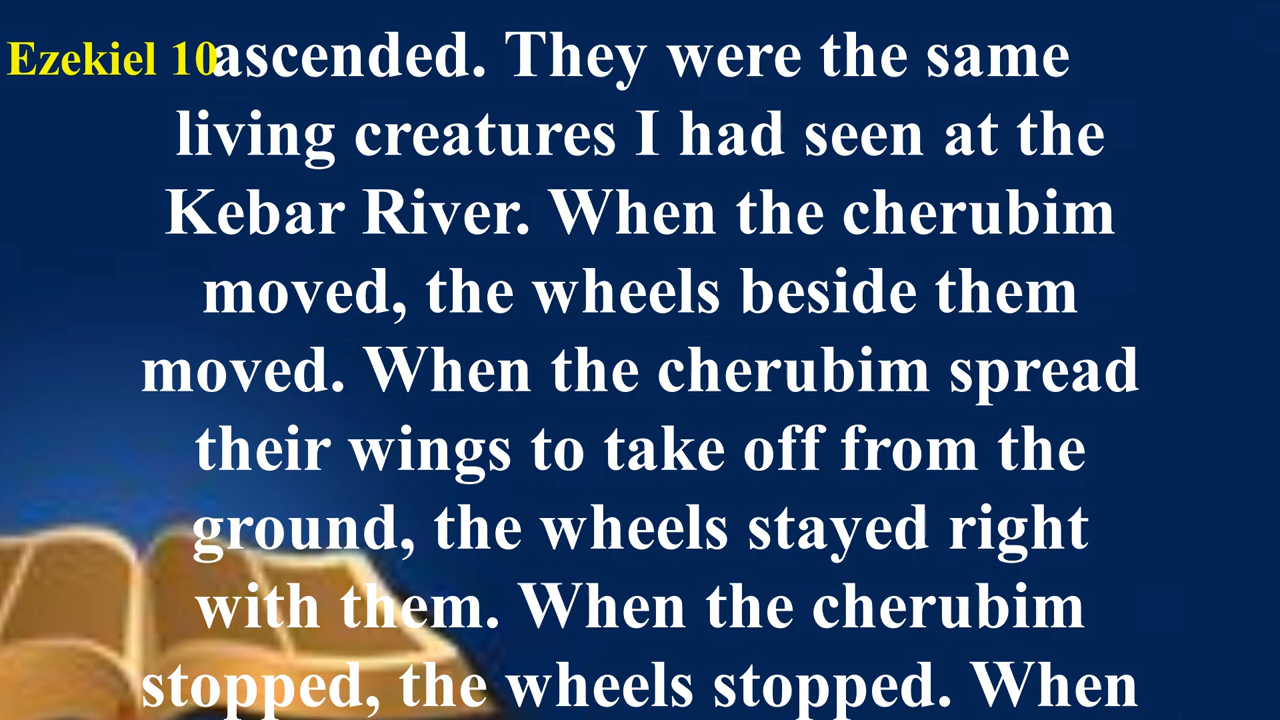 Ezekiel 10
ascended. They were the same
living creatures I had seen at the
Kebar River. When the cherubim
moved, the wheels beside them
moved. When the cherubim spread
their wings to take off from the
ground, the wheels stayed right
with them. When the cherubim
stopped, the wheels stopped. When